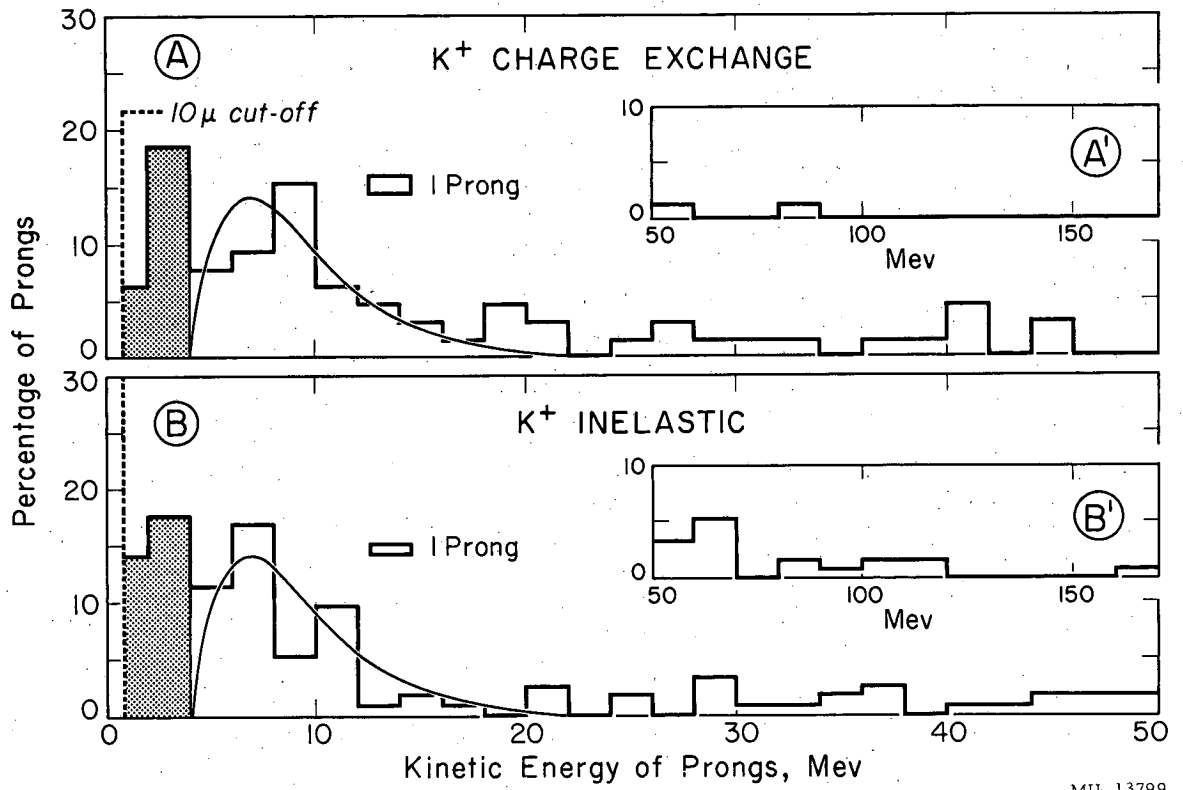 30
A
K+ CHARGE EXCHANGE
10 μ cut-off
20
1 Prong
10
0
10
A'
0
50
100
150
Mev
Percentage of Prongs
30
B
K+ INELASTIC
20
1 Prong
10
0
10
B'
0
50
100
150
Mev
0
10
20
30
40
50
Kinetic Energy of Prongs, Mev